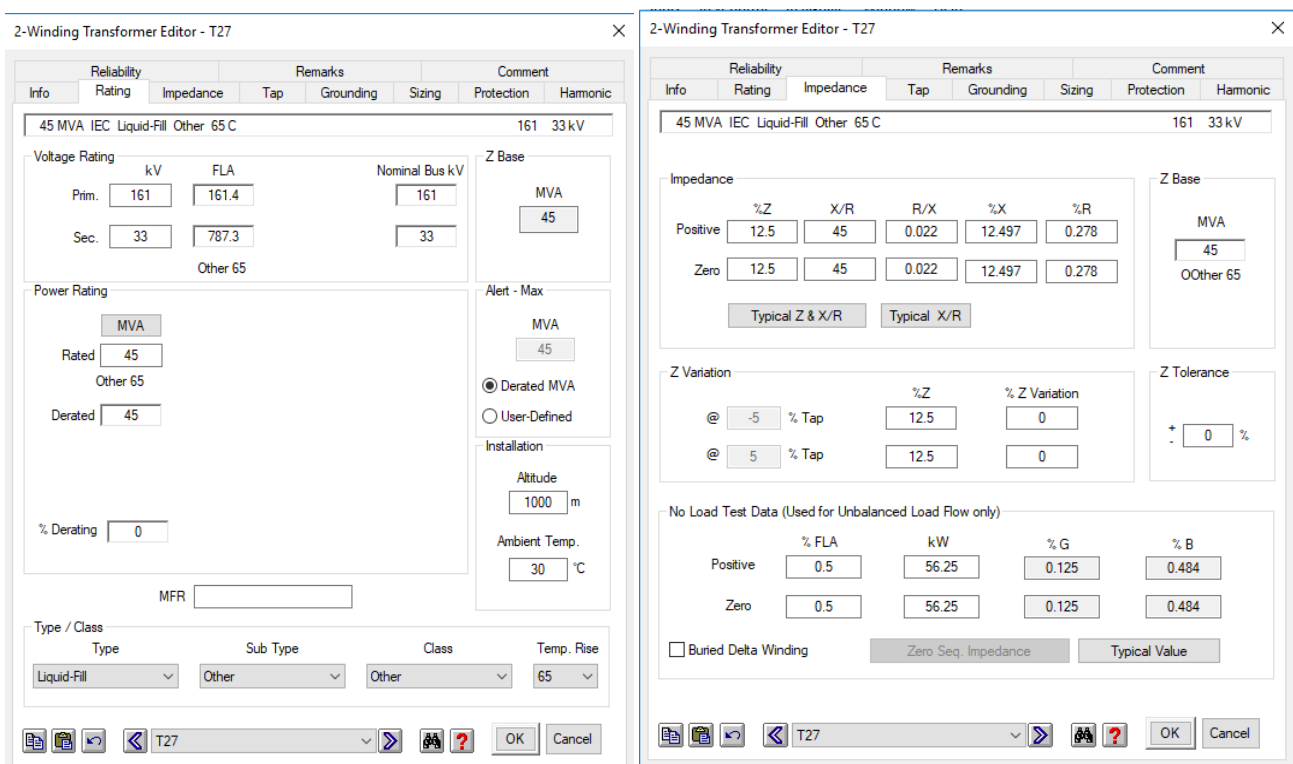 2-Winding Transformer Editor - T27
Reliability Remarks Comment
Info Rating Impedance Tap Grounding Sizing Protection Harmonic
45 MVA IEC Liquid-Fill Other 65 C 161 33 kV
Voltage Rating
kV FLA Nominal Bus kV
Prim. 161 161.4 161
Sec. 33 787.3 33
Other 65
Z Base
MVA
45
Power Rating
MVA
Rated 45
Other 65
Derated 45
% Derating 0
Alert - Max
MVA
45
Derated MVA
User-Defined
Installation
Altitude
1000 m
Ambient Temp.
30 °C
MFR
Type / Class
Type Sub Type Class Temp. Rise
Liquid-Fill Other Other 65
T27 ? OK Cancel
2-Winding Transformer Editor - T27
Reliability Remarks Comment
Info Rating Impedance Tap Grounding Sizing Protection Harmonic
45 MVA IEC Liquid-Fill Other 65 C 161 33 kV
Impedance
%Z X/R R/X %X %R
Positive 12.5 45 0.022 12.497 0.278
Zero 12.5 45 0.022 12.497 0.278
Typical Z & X/R Typical X/R
Z Base
MVA
45
OOther 65
Z Variation
%Z % Z Variation
@ -5 % Tap 12.5 0
@ 5 % Tap 12.5 0
Z Tolerance
+
- 0 %
No Load Test Data (Used for Unbalanced Load Flow only)
% FLA kW % G % B
Positive 0.5 56.25 0.125 0.484
Zero 0.5 56.25 0.125 0.484
Buried Delta Winding Zero Seq. Impedance Typical Value
T27 ? OK Cancel